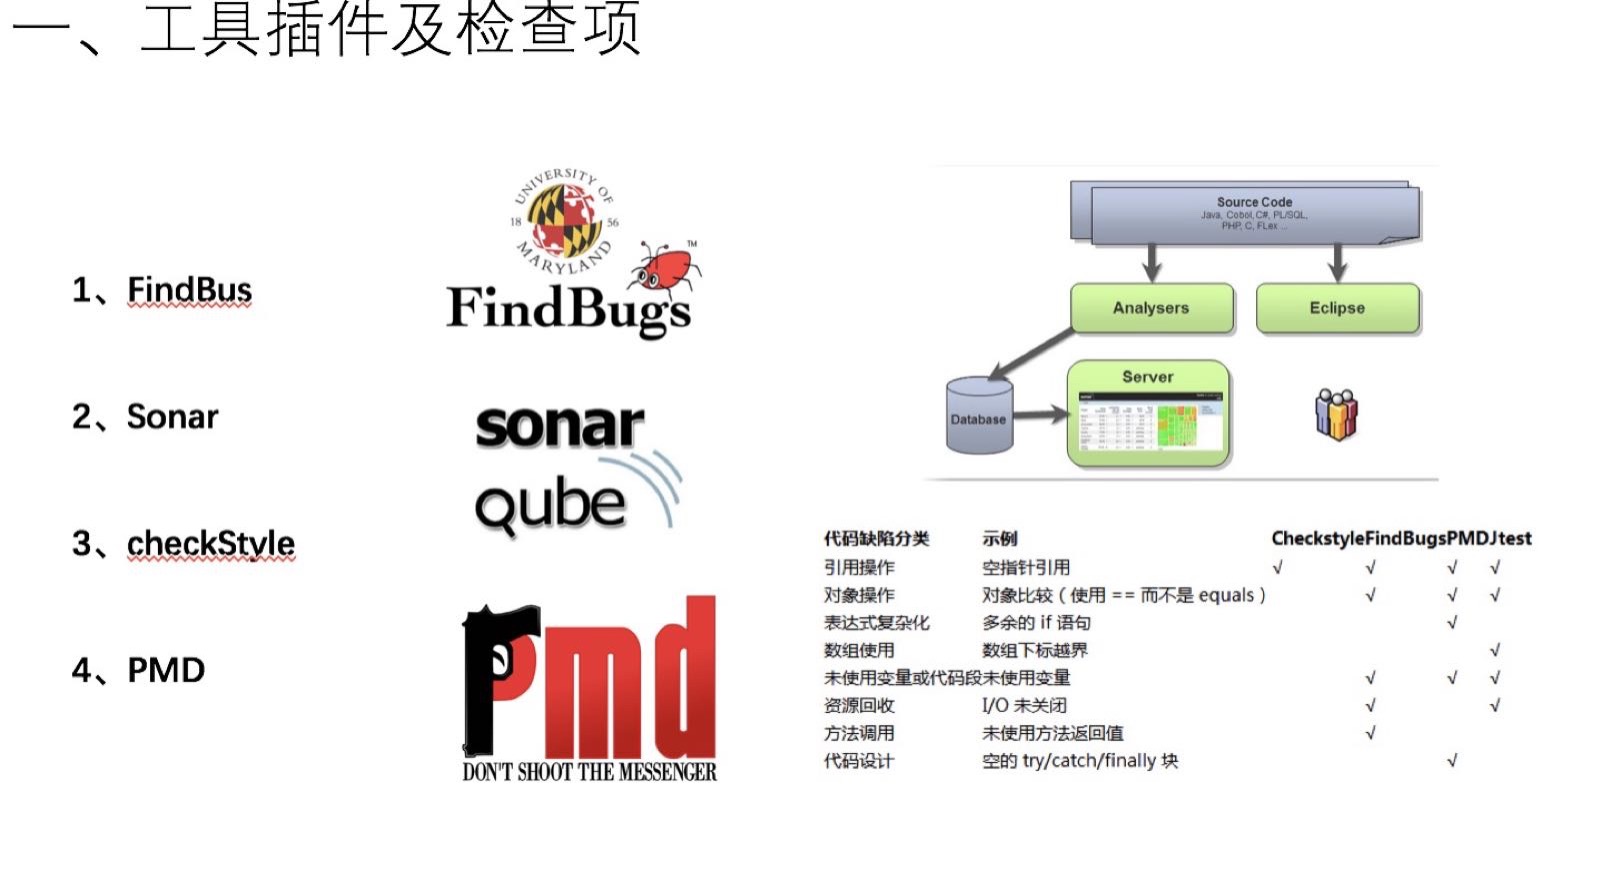 一、工具插件及检查项
1、FindBus
2、Sonar
3、checkStyle
4、PMD
UNIVERSITY OF
18 56
MARYLAND
FindBugs™
sonar
qube
pmd
DON'T SHOOT THE MESSENGER
Source Code
Java, Cobol, C#, PL/SQL,
PHP, C, FLex ...
Analysers
Eclipse
Server
Database
代码缺陷分类 示例 Checkstyle FindBugs PMD Jtest
引用操作 空指针引用 √ √ √ √
对象操作 对象比较（使用 == 而不是 equals） √ √ √
表达式复杂化 多余的 if 语句 √
数组使用 数组下标越界 √
未使用变量或代码段 未使用变量 √ √ √
资源回收 I/O 未关闭 √ √
方法调用 未使用方法返回值 √
代码设计 空的 try/catch/finally 块 √